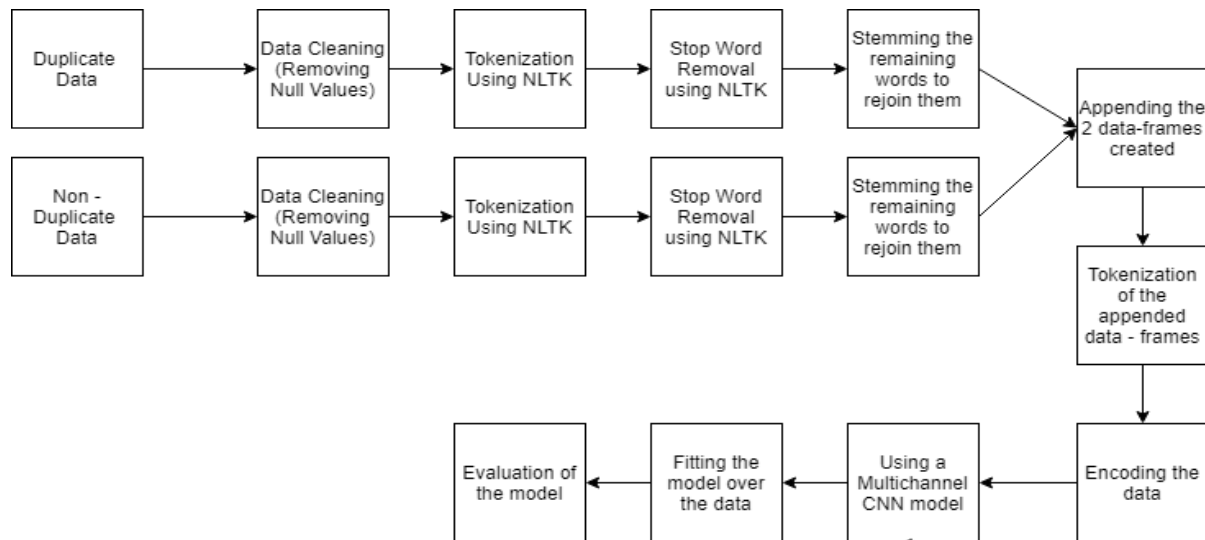 Duplicate
Data
Data Cleaning
(Removing
Null Values)
Tokenization
Using NLTK
Stop Word
Removal
using NLTK
Stemming the
remaining
words to
rejoin them
Appending the
2 data-frames
created
Non -
Duplicate
Data
Data Cleaning
(Removing
Null Values)
Tokenization
Using NLTK
Stop Word
Removal
using NLTK
Stemming the
remaining
words to
rejoin them
Tokenization
of the
appended
data - frames
Evaluation of
the model
Fitting the
model over
the data
Using a
Multichannel
CNN model
Encoding the
data